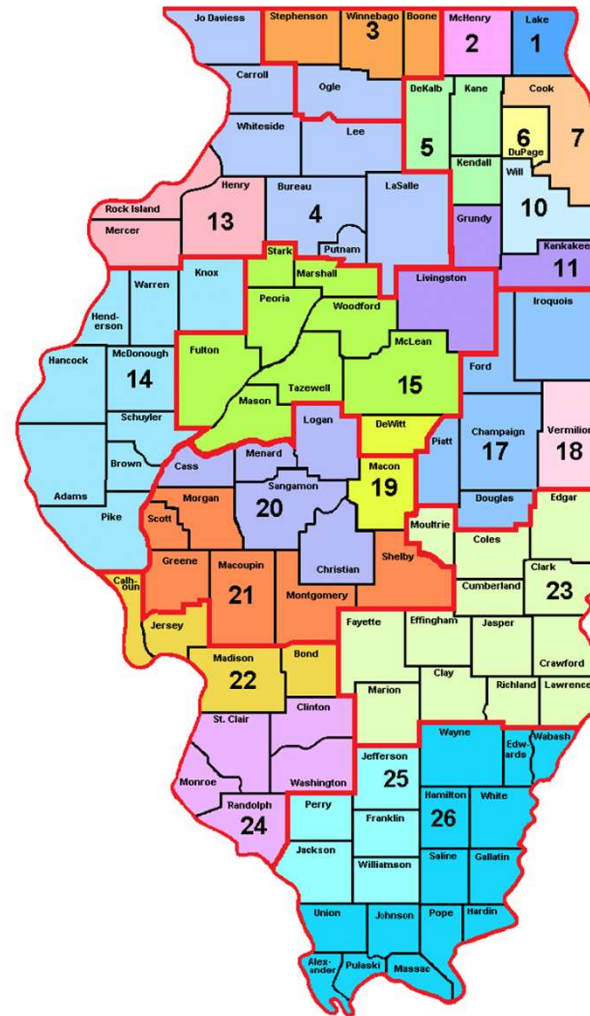 Jo Daviess
Stephenson
Winnebago
Boone
McHenry
Lake
3
2
1
Carroll
Ogle
DeKalb
Kane
Cook
Whiteside
Lee
5
6
7
DuPage
Kendall
Will
Rock Island
Henry
Bureau
LaSalle
Mercer
13
4
Putnam
Grundy
10
Kankakee
11
Stark
Marshall
Livingston
Knox
Warren
Peoria
Woodford
Iroquois
Hend-
erson
Hancock
McDonough
Fulton
McLean
Ford
14
Tazewell
15
Mason
Schuyler
Logan
DeWitt
Champaign
Vermilion
Piatt
17
18
Brown
Cass
Menard
Macon
Adams
Sangamon
19
Morgan
20
Douglas
Edgar
Pike
Scott
Moultrie
Coles
Greene
Macoupin
Christian
Shelby
Clark
Cumberland
23
Calh-
oun
21
Montgomery
Jersey
Fayette
Effingham
Jasper
Madison
Bond
Crawford
22
Clay
Richland
Lawrence
Marion
Clinton
St. Clair
Wayne
Wabash
Edw-
ards
Jefferson
Monroe
Washington
25
Randolph
Hamilton
White
24
Perry
Franklin
26
Jackson
Saline
Gallatin
Williamson
Union
Johnson
Pope
Hardin
Alex-
ander
Pulaski
Massac